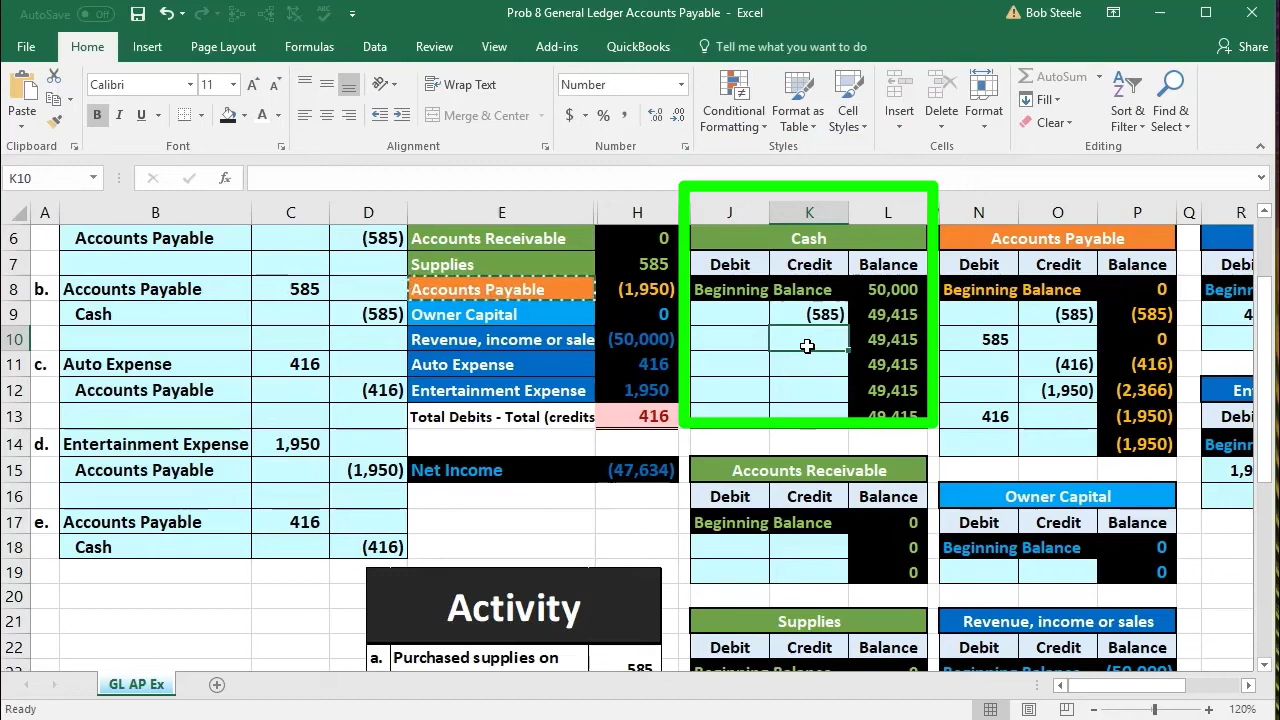 AutoSave Off Prob 8 General Ledger Accounts Payable - Excel Bob Steele
File Home Insert Page Layout Formulas Data Review View Add-ins QuickBooks Tell me what you want to do Share
Paste Calibri 11 A A Wrap Text Number Conditional Formatting Format as Table Cell Styles Insert Delete Format AutoSum Fill Clear Sort & Filter Find & Select
B I U A Merge & Center $ % ,
Clipboard Font Alignment Number Styles Cells Editing
K10 fx
A B C D E H J K L N O P Q R
6 Accounts Payable (585) Accounts Receivable 0 Cash Accounts Payable
7 Supplies 585 Debit Credit Balance Debit Credit Balance Debi
8 b. Accounts Payable 585 Accounts Payable (1,950) Beginning Balance 50,000 Beginning Balance 0 Beginn
9 Cash (585) Owner Capital 0 (585) 49,415 (585) (585) 4
10 Revenue, income or sale (50,000) 49,415 585 0
11 c. Auto Expense 416 Auto Expense 416 49,415 (416) (416)
12 Accounts Payable (416) Entertainment Expense 1,950 49,415 (1,950) (2,366) Ent
13 Total Debits - Total (credits 416 49,415 416 (1,950) Debi
14 d. Entertainment Expense 1,950 (1,950) Beginn
15 Accounts Payable (1,950) Net Income (47,634) Accounts Receivable 1,9
16 Debit Credit Balance Owner Capital
17 e. Accounts Payable 416 Beginning Balance 0 Debit Credit Balance
18 Cash (416) 0 Beginning Balance 0
19 0 0
20 Activity
21 Supplies Revenue, income or sales
22 a. Purchased supplies on 585 Debit Credit Balance Debit Credit Balance
23 Beginning Balance 0 Beginning Balance (50,000)
GL AP Ex
Ready 120%